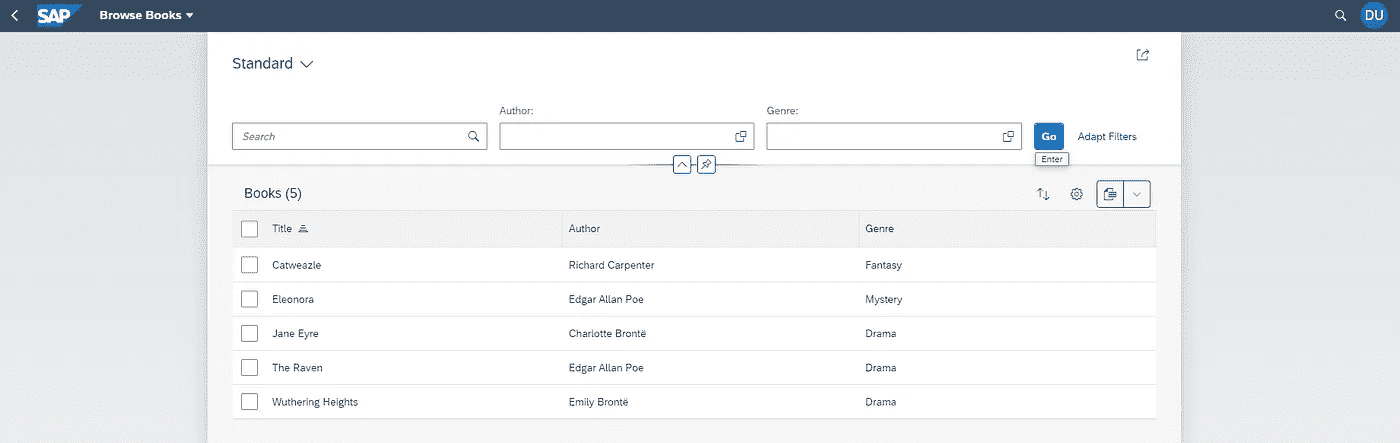 SAP Browse Books DU
Standard
Author: Genre:
Search Go Adapt Filters
Enter
Books (5)
Title Author Genre
Catweazle Richard Carpenter Fantasy
Eleonora Edgar Allan Poe Mystery
Jane Eyre Charlotte Brontë Drama
The Raven Edgar Allan Poe Drama
Wuthering Heights Emily Brontë Drama